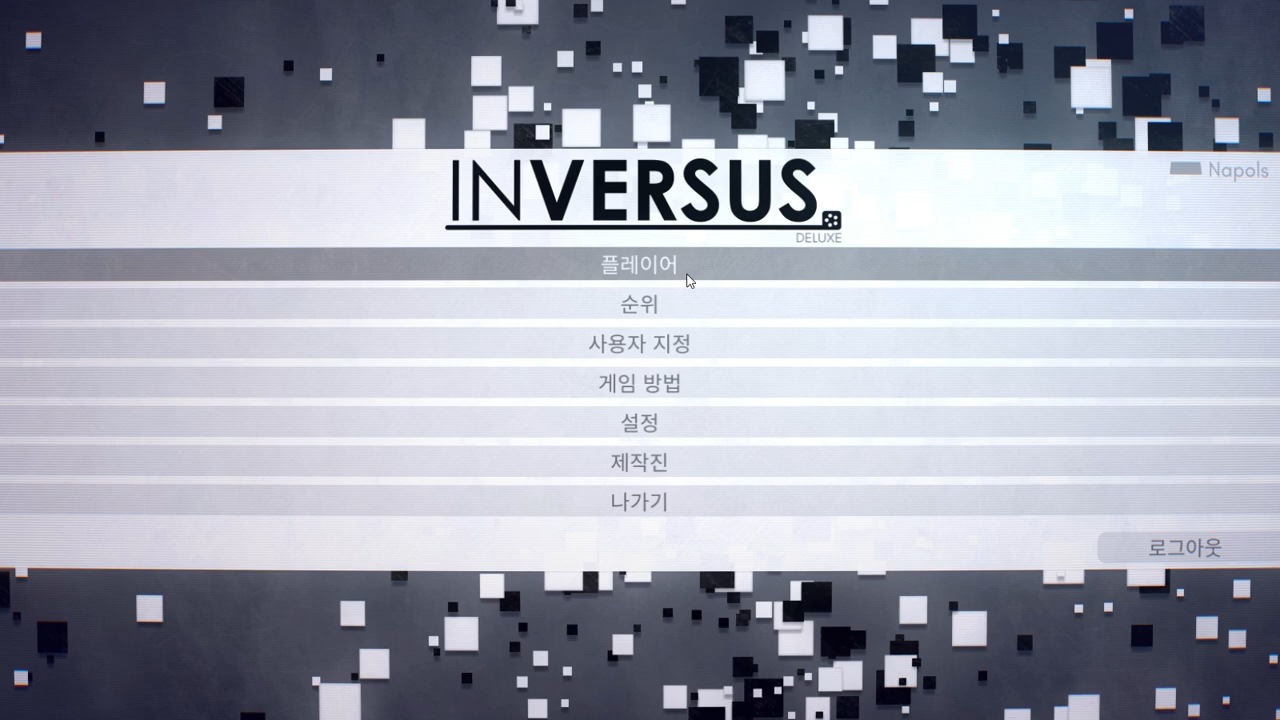 INVERSUS
DELUXE
Napols
플레이어
순위
사용자 지정
게임 방법
설정
제작진
나가기
로그아웃